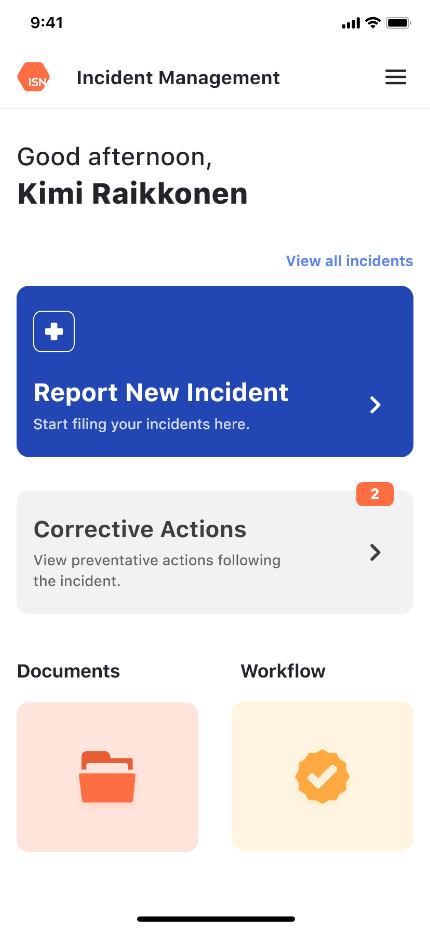 9:41
ISN
Incident Management
Good afternoon,
Kimi Raikkonen
View all incidents
Report New Incident
Start filing your incidents here.
2
Corrective Actions
View preventative actions following
the incident.
Documents
Workflow